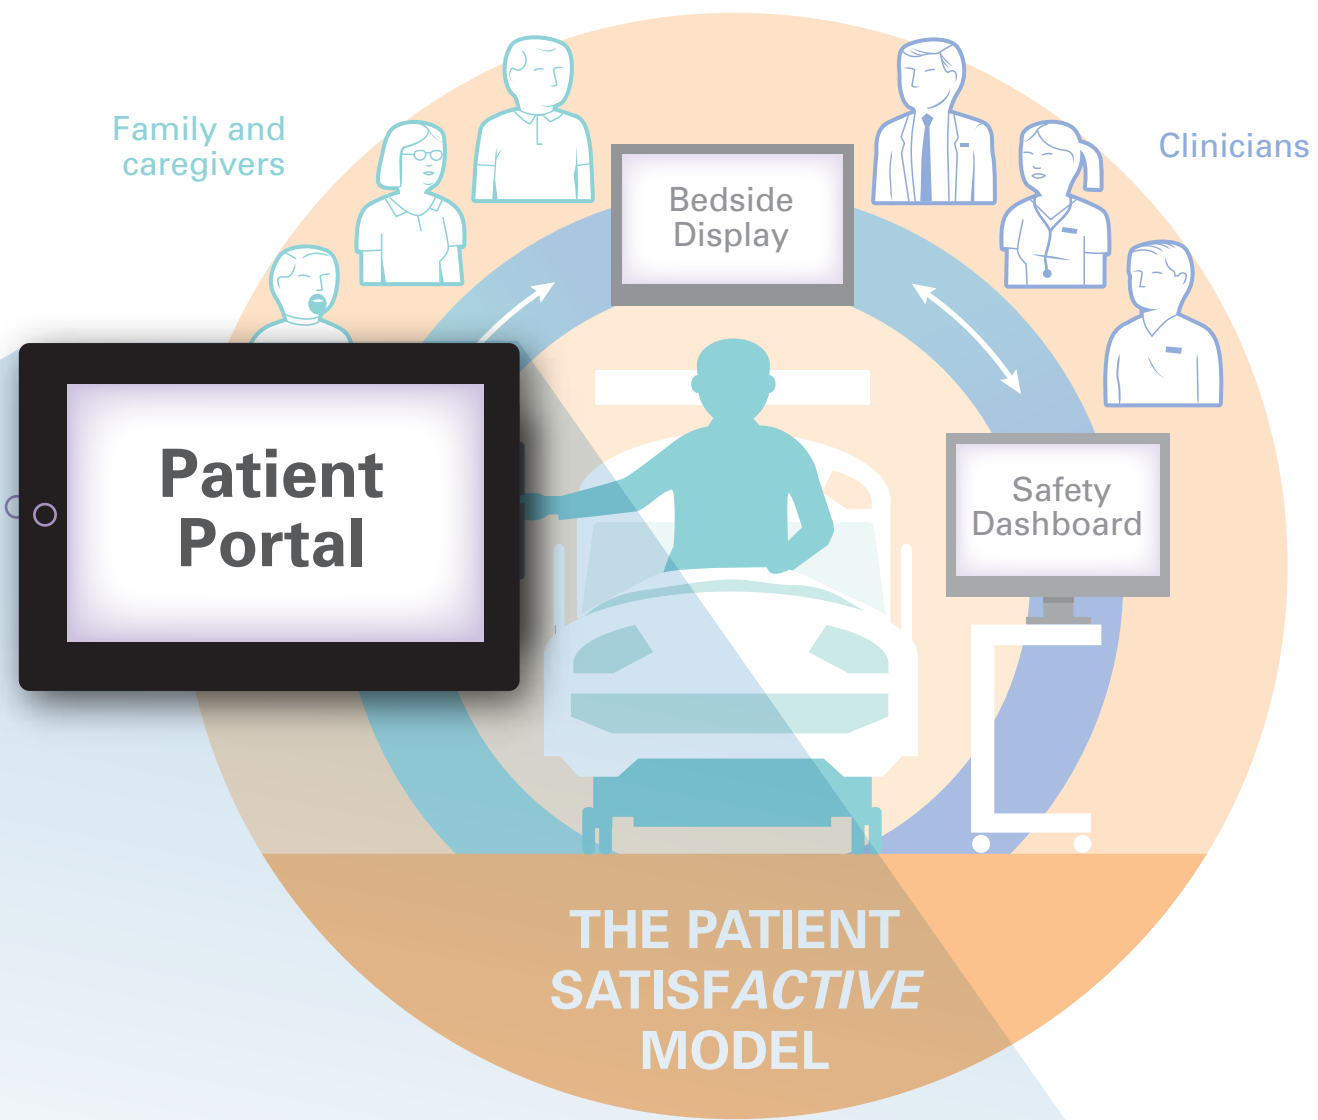 Family and
caregivers
Clinicians
Bedside
Display
Patient
Portal
Safety
Dashboard
THE PATIENT
SATISFACTIVE
MODEL